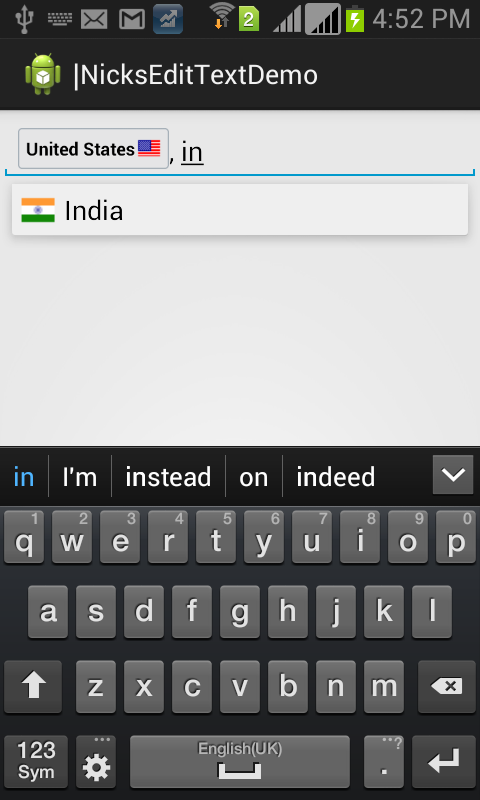 2 4:52 PM
|NicksEditTextDemo
United States, in
India
in I'm instead on indeed
1 2 3 4 5 6 7 8 9 0
q w e r t y u i o p
a s d f g h j k l
z x c v b n m
123 Sym English(UK) ... . ...?